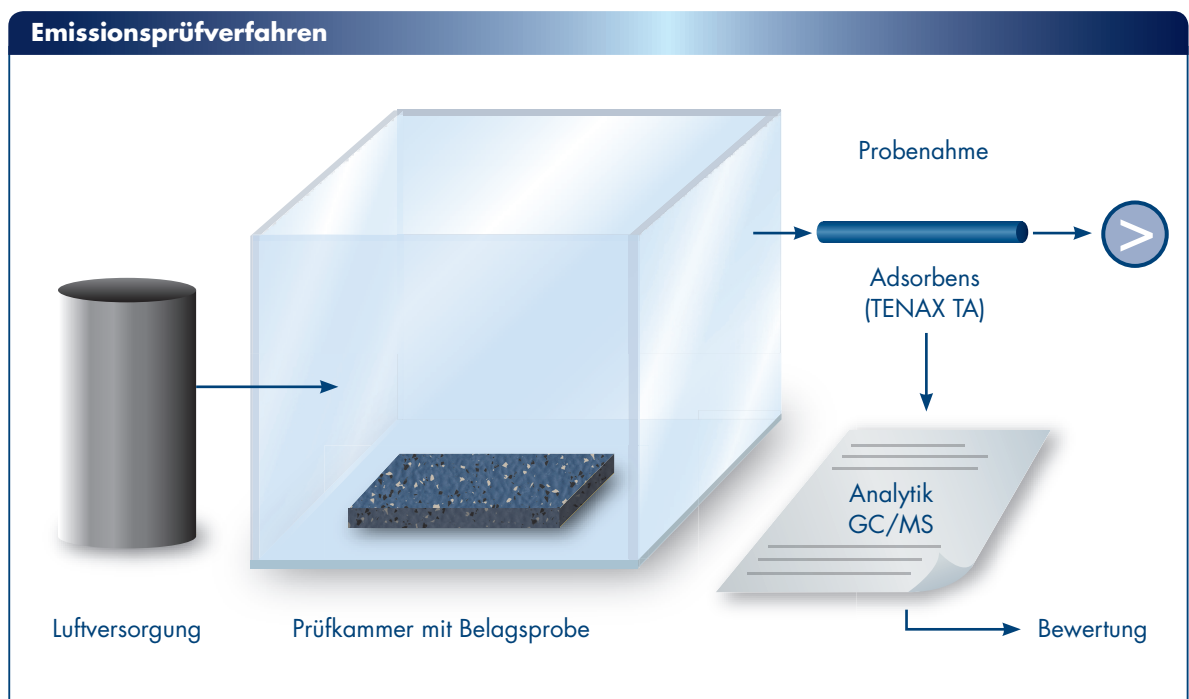 Emissionsprüfverfahren
Probenahme
>
Adsorbens
(TENAX TA)
Analytik
GC/MS
Luftversorgung
Prüfkammer mit Belagsprobe
Bewertung